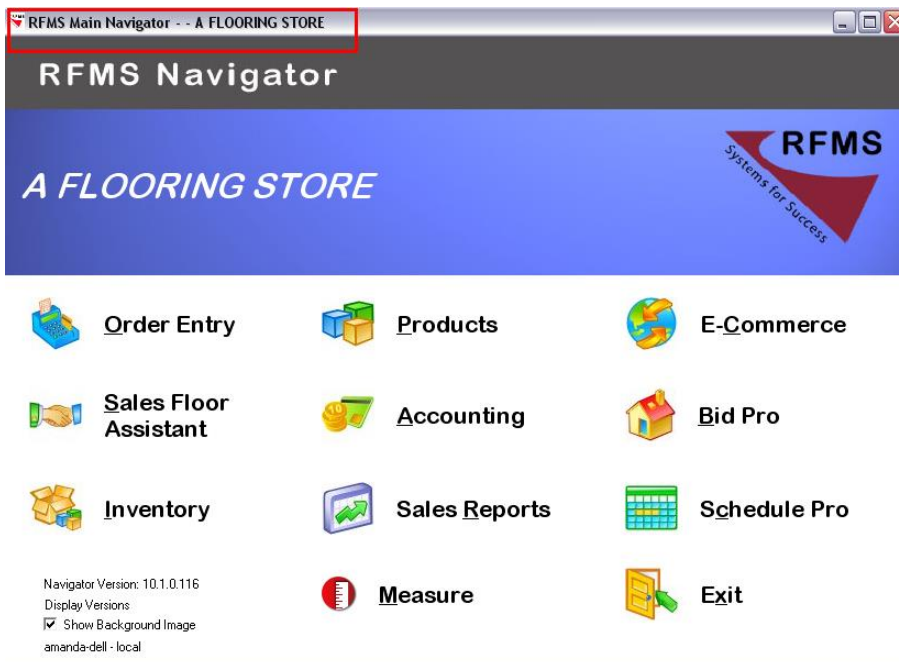 RFMS Main Navigator - - A FLOORING STORE
RFMS Navigator
A FLOORING STORE
RFMS
Systems for Success
Order Entry
Products
E-Commerce
Sales Floor
Assistant
Accounting
Bid Pro
Inventory
Sales Reports
Schedule Pro
Measure
Exit
Navigator Version: 10.1.0.116
Display Versions
Show Background Image
amanda-dell - local